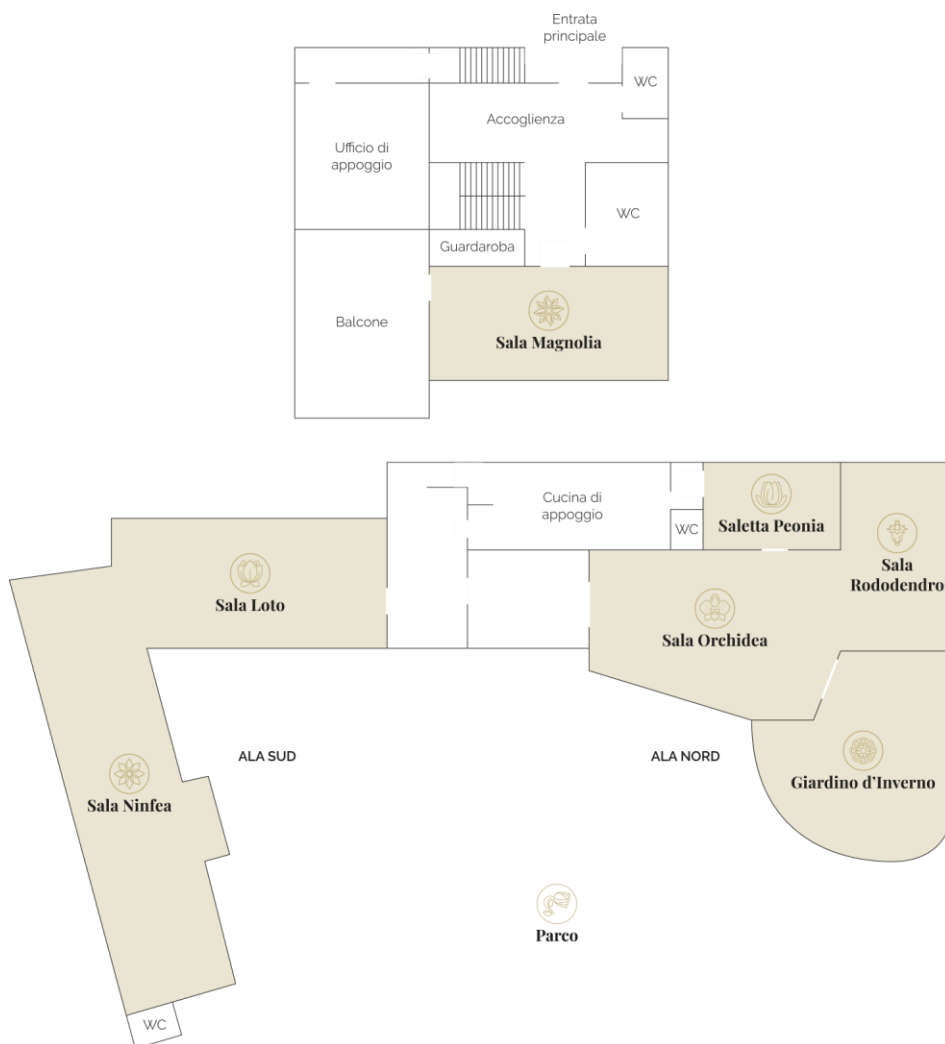 Entrata
principale
WC
Accoglienza
Ufficio di
appoggio
WC
Guardaroba
Balcone
Sala Magnolia
Cucina di
appoggio
WC
Saletta Peonia
Sala
Rododendro
Sala Loto
Sala Orchidea
ALA SUD
ALA NORD
Giardino d'Inverno
Sala Ninfea
Parco
WC